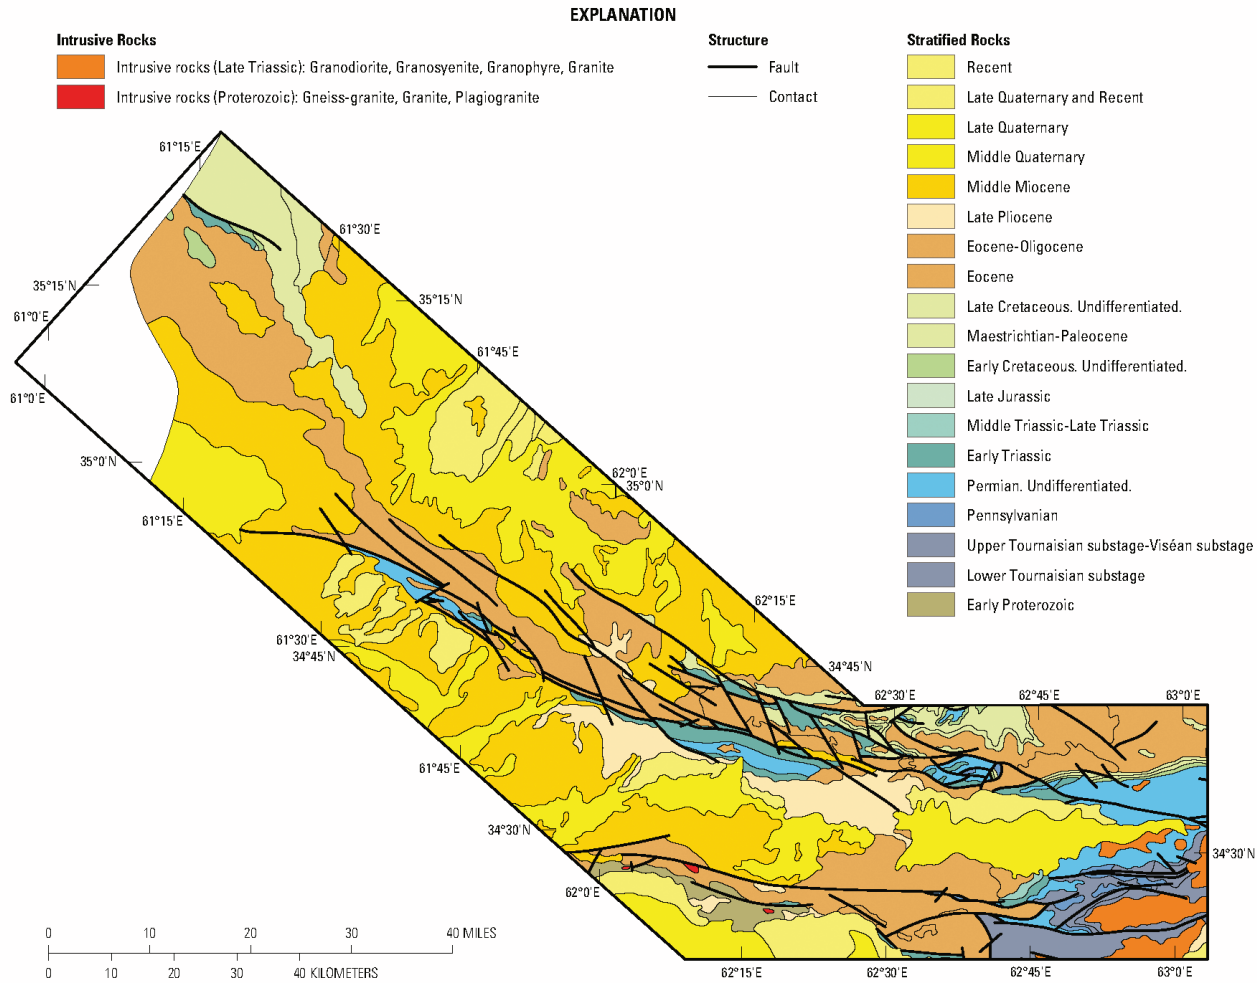 EXPLANATION
Intrusive Rocks
Intrusive rocks (Late Triassic): Granodiorite, Granosyenite, Granophyre, Granite
Intrusive rocks (Proterozoic): Gneiss-granite, Granite, Plagiogranite
Structure
Fault
Contact
Stratified Rocks
Recent
Late Quaternary and Recent
Late Quaternary
Middle Quaternary
Middle Miocene
Late Pliocene
Eocene-Oligocene
Eocene
Late Cretaceous. Undifferentiated.
Maestrichtian-Paleocene
Early Cretaceous. Undifferentiated.
Late Jurassic
Middle Triassic-Late Triassic
Early Triassic
Permian. Undifferentiated.
Pennsylvanian
Upper Tournaisian substage-Viséan substage
Lower Tournaisian substage
Early Proterozoic
61°15'E
61°30'E
35°15'N
35°15'N
61°0'E
61°45'E
61°0'E
35°0'N
62°0'E
35°0'N
61°15'E
62°15'E
61°30'E
34°45'N
34°45'N
62°30'E
62°45'E
63°0'E
61°45'E
34°30'N
34°30'N
62°0'E
62°15'E
62°30'E
62°45'E
63°0'E
0 10 20 30 40 MILES
0 10 20 30 40 KILOMETERS